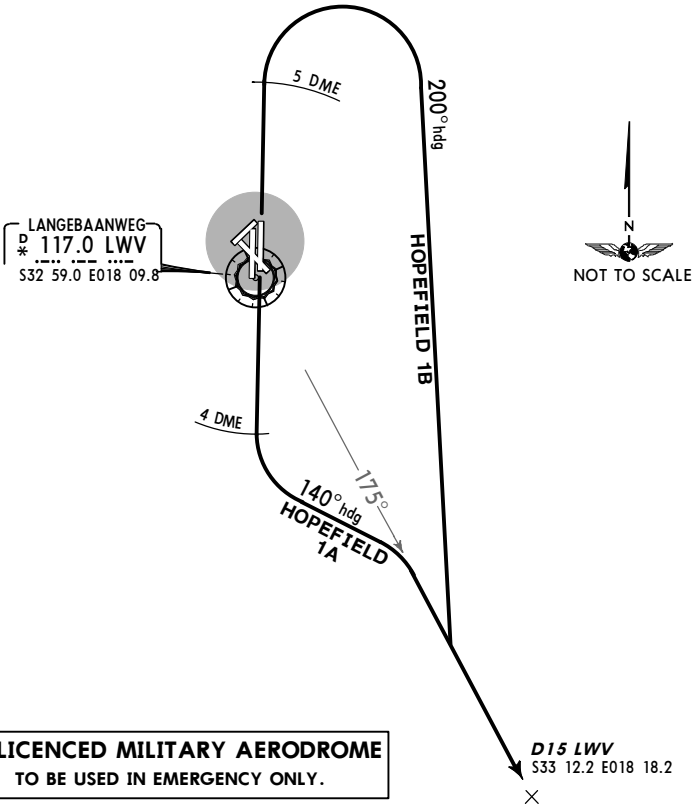 5 DME
200°hdg
N
NOT TO SCALE
LANGEBAANWEG
D
* 117.0 LWV
S32 59.0 E018 09.8
HOPEFIELD 1B
4 DME
175°
140°hdg
HOPEFIELD
1A
LICENCED MILITARY AERODROME
TO BE USED IN EMERGENCY ONLY.
D15 LWV
S33 12.2 E018 18.2